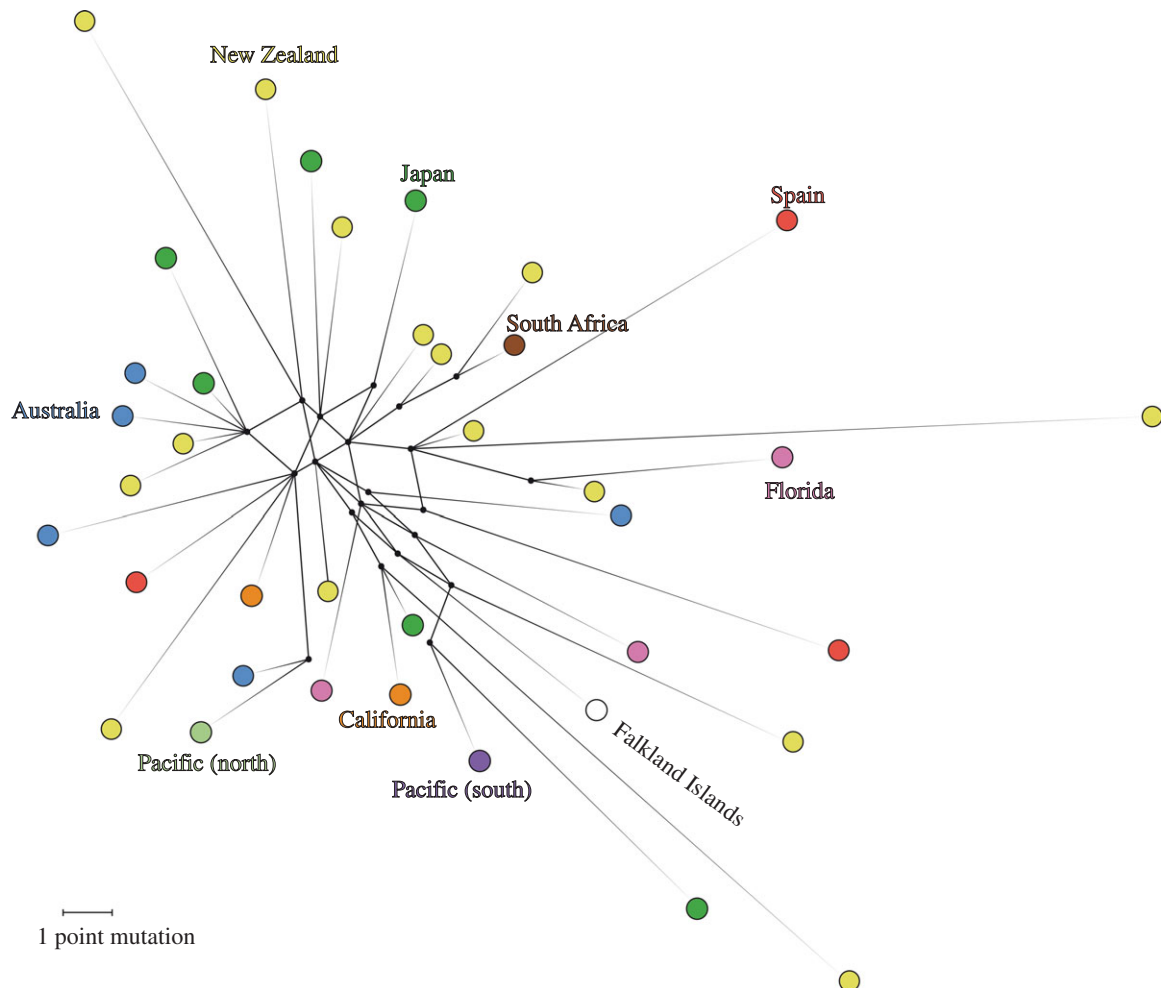 New Zealand
Japan
Spain
South Africa
Australia
Florida
California
Pacific (north)
Pacific (south)
Falkland Islands
1 point mutation